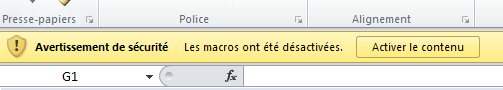 Presse-papiers Police Alignement
Avertissement de sécurité Les macros ont été désactivées. Activer le contenu
G1 fx